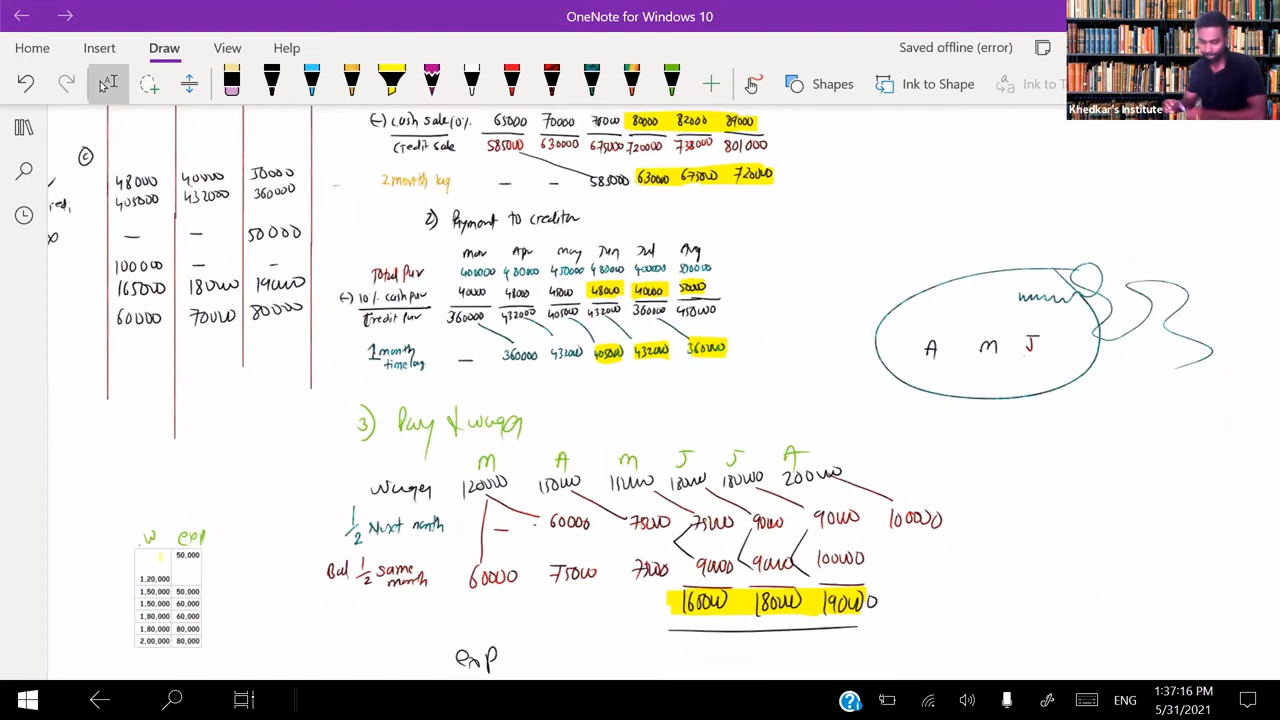 OneNote for Windows 10
Home Insert Draw View Help
Saved offline (error)
Shapes
Ink to Shape
Ink to T
Khedkar's Institute
(-) Cash sale 10% 65000 70000 75000 80000 82000 89000
Credit sale 585000 630000 675000 720000 738000 801000
2 month lag — — 585000 630000 675000 720000
C
48000 40000 50000
405000 432000 360000
— — 50000
100000 — -
165000 180000 190000
60000 70000 80000
2) Payment to creditor
mar Apr may Jun Jul Aug
Total Pur 400000 480000 450000 480000 400000 500000
(-) 10% cash pur 40000 48000 45000 48000 40000 50000
Credit pur 360000 432000 405000 432000 360000 450000
1 month time lag — 360000 432000 405000 432000 360000
A M J
3) Pay of wages
M A M J J A
wages 120000 150000 150000 180000 180000 200000
1/2 Next month — 60000 75000 75000 90000 90000 100000
Bal 1/2 same month 60000 75000 75000 90000 90000 100000
165000 180000 190000
exp
W exp
50,000
1,20,000
1,50,000 50,000
1,50,000 60,000
1,80,000 60,000
1,80,000 80,000
2,00,000 80,000
ENG
1:37:16 PM
5/31/2021